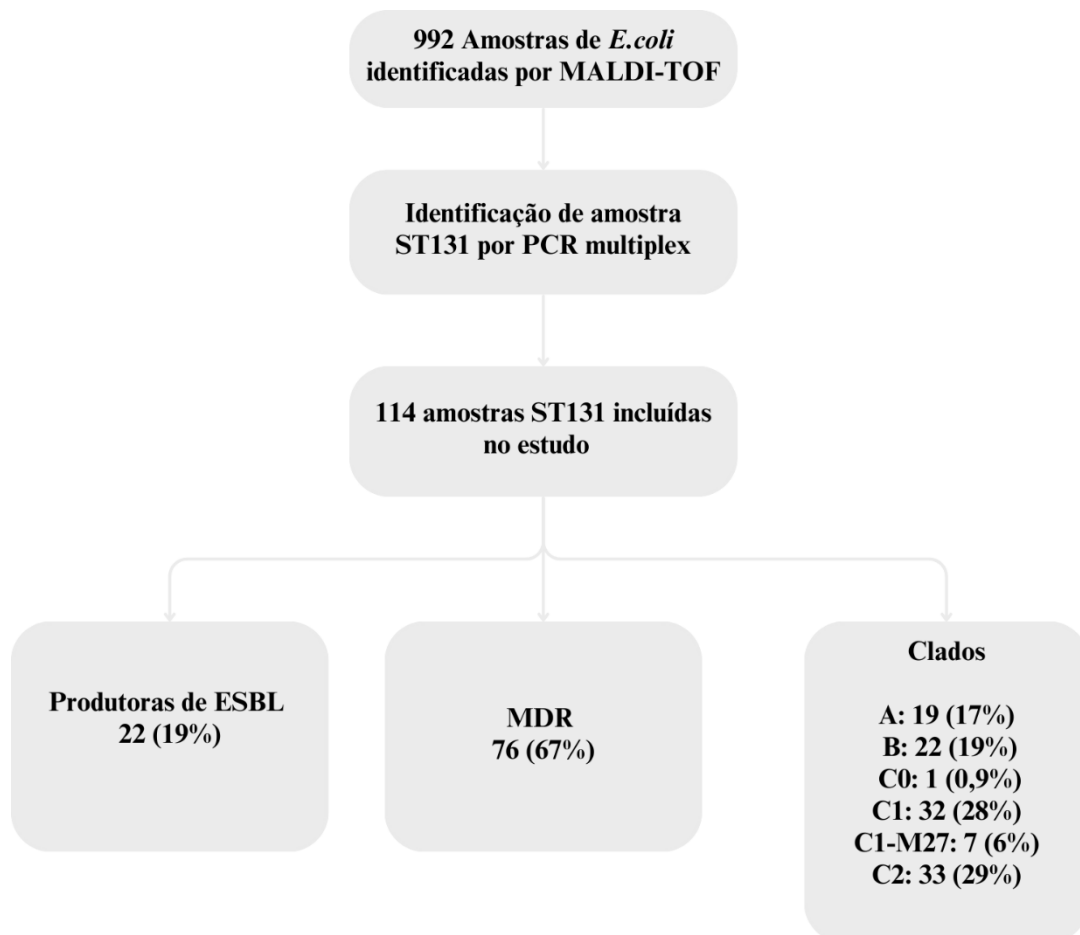 992 Amostras de E.coli
identificadas por MALDI-TOF
Identificação de amostra
ST131 por PCR multiplex
114 amostras ST131 incluídas
no estudo
Produtoras de ESBL
22 (19%)
MDR
76 (67%)
Clados
A: 19 (17%)
B: 22 (19%)
C0: 1 (0,9%)
C1: 32 (28%)
C1-M27: 7 (6%)
C2: 33 (29%)